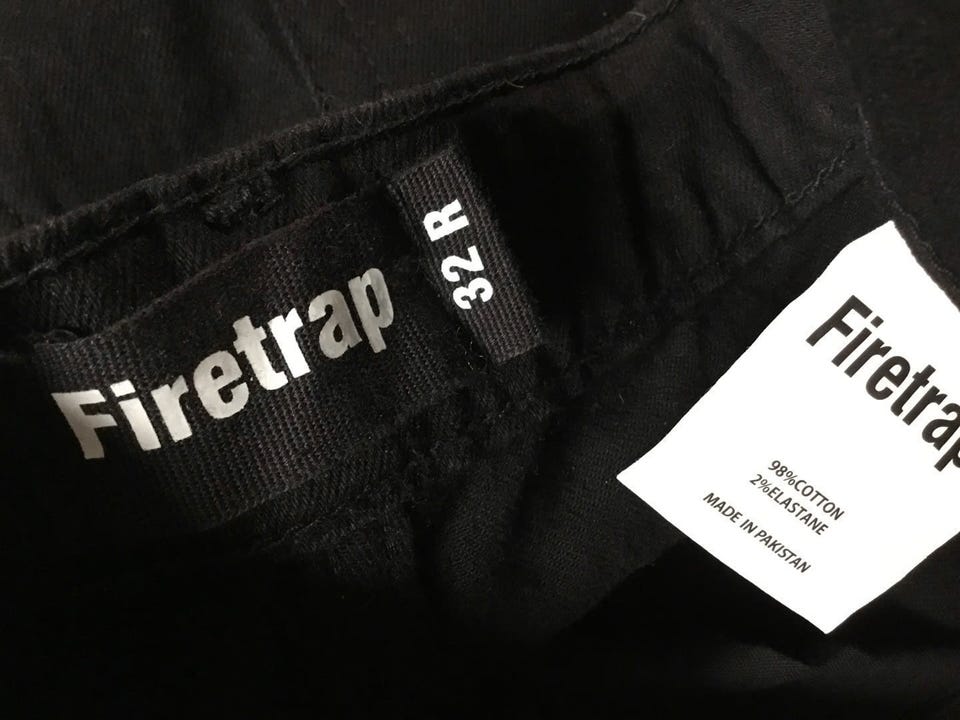 Firetrap
32 R
Firetrap
98%COTTON
2%ELASTANE
MADE IN PAKISTAN